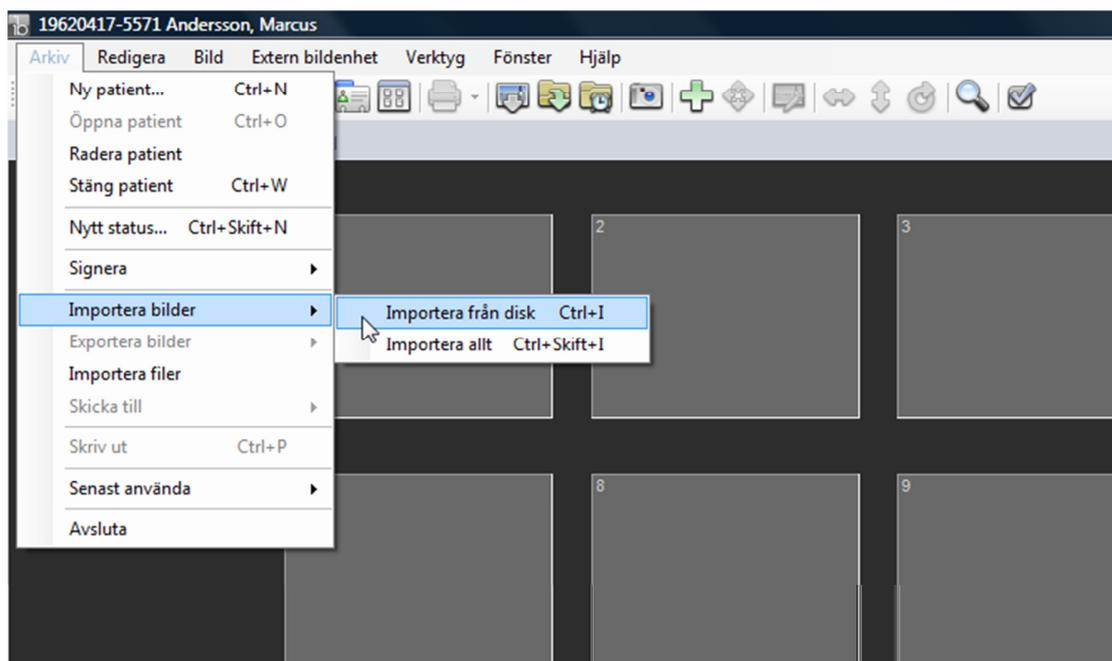 19620417-5571 Andersson, Marcus
Arkiv Redigera Bild Extern bildenhet Verktyg Fönster Hjälp
Ny patient... Ctrl+N
Öppna patient Ctrl+O
Radera patient
Stäng patient Ctrl+W
Nytt status... Ctrl+Skift+N
Signera
Importera bilder
Importera från disk Ctrl+I
Importera allt Ctrl+Skift+I
Exportera bilder
Importera filer
Skicka till
Skriv ut Ctrl+P
Senast använda
Avsluta
2 3
8 9